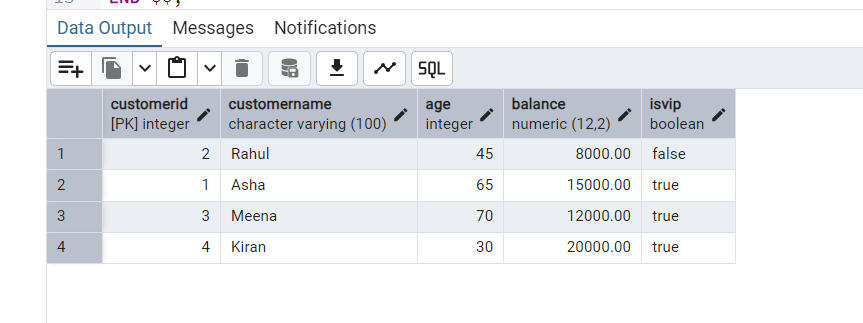 15 END $$;
Data Output Messages Notifications
SQL
customerid customername age balance isvip
[PK] integer character varying (100) integer numeric (12,2) boolean
1 2 Rahul 45 8000.00 false
2 1 Asha 65 15000.00 true
3 3 Meena 70 12000.00 true
4 4 Kiran 30 20000.00 true